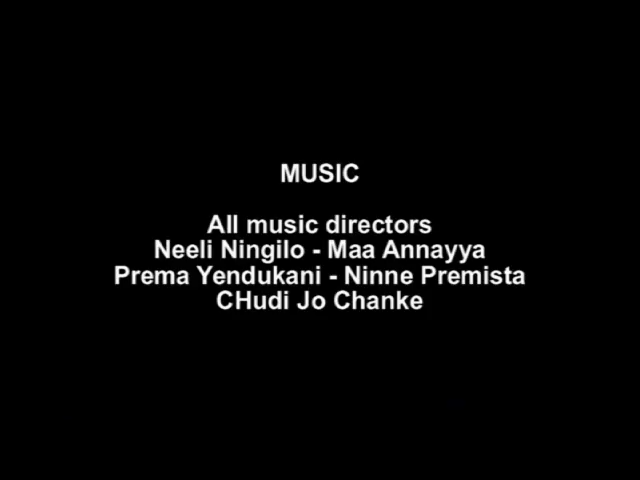 MUSIC
All music directors
Neeli Ningilo - Maa Annayya
Prema Yendukani - Ninne Premista
CHudi Jo Chanke